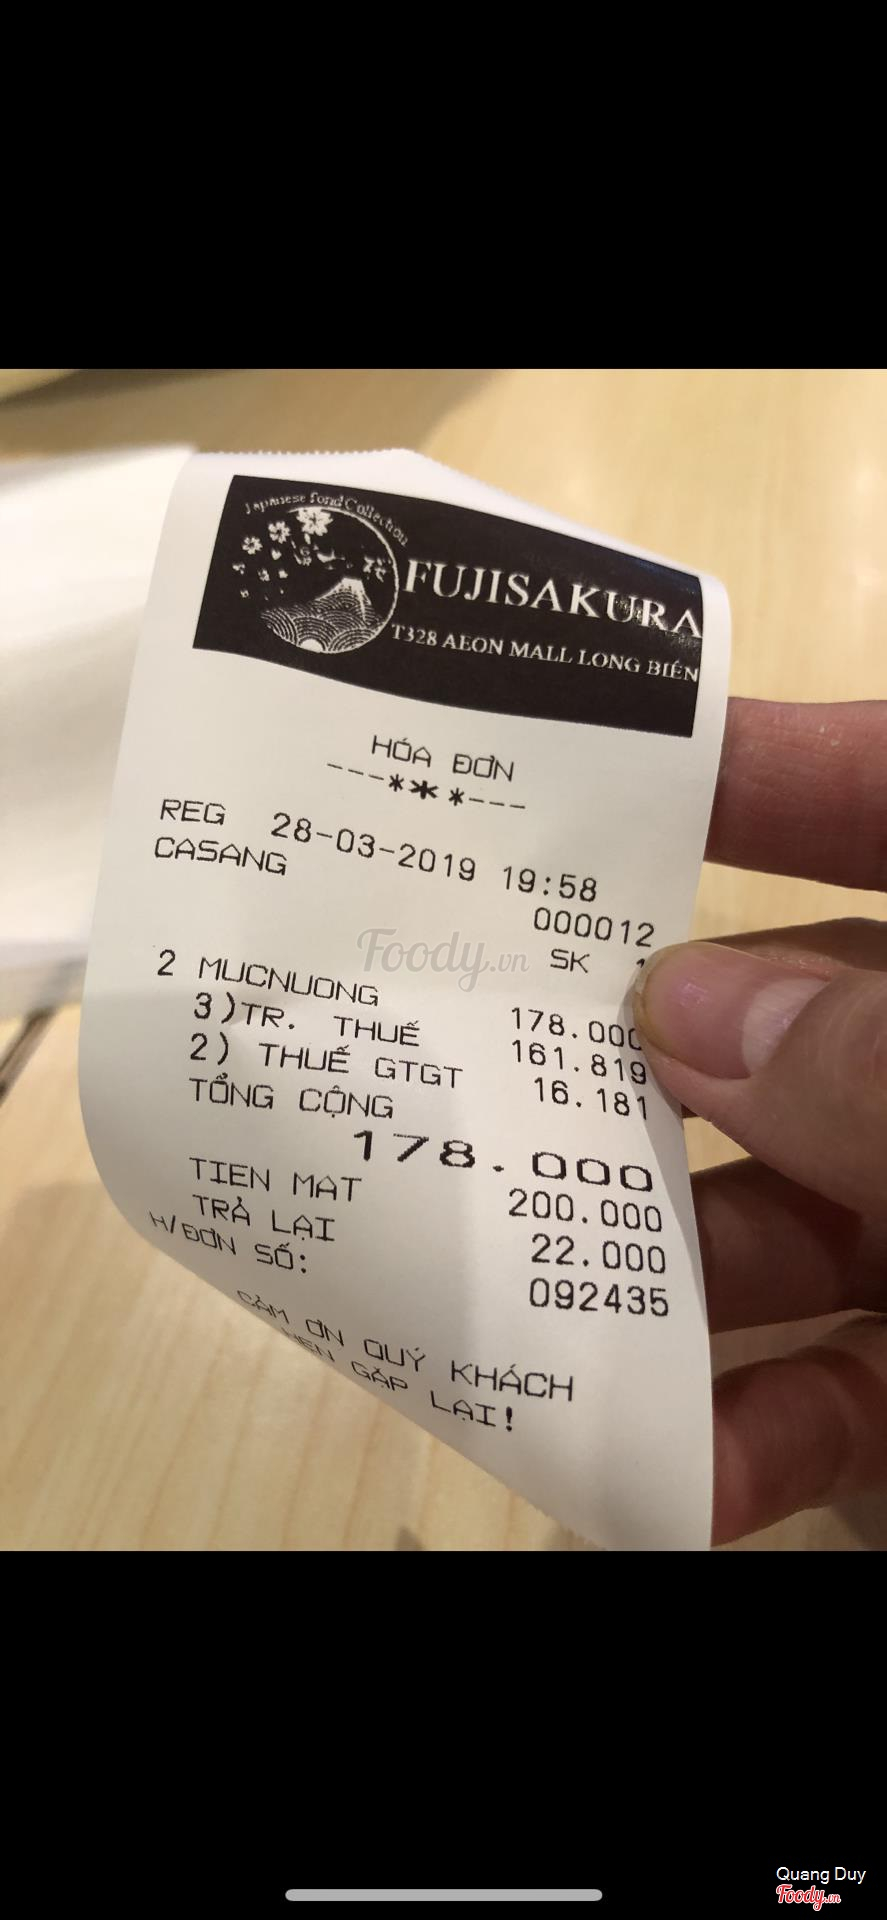 Japanese Food Collection
FUJISAKURA
T328 AEON MALL LONG BIÊN
HÓA ĐƠN
---***---
REG 28-03-2019 19:58
CASANG
000012
SK
2 MUCNUONG 178.000
3)TR. THUẾ 161.819
2) THUẾ GTGT 16.181
TỔNG CỘNG
178.000
TIEN MAT 200.000
TRẢ LẠI 22.000
H/ĐƠN SỐ: 092435
CẢM ƠN QUÝ KHÁCH
HẸN GẶP LẠI!
Foody.vn
Quang Duy
Foody.vn